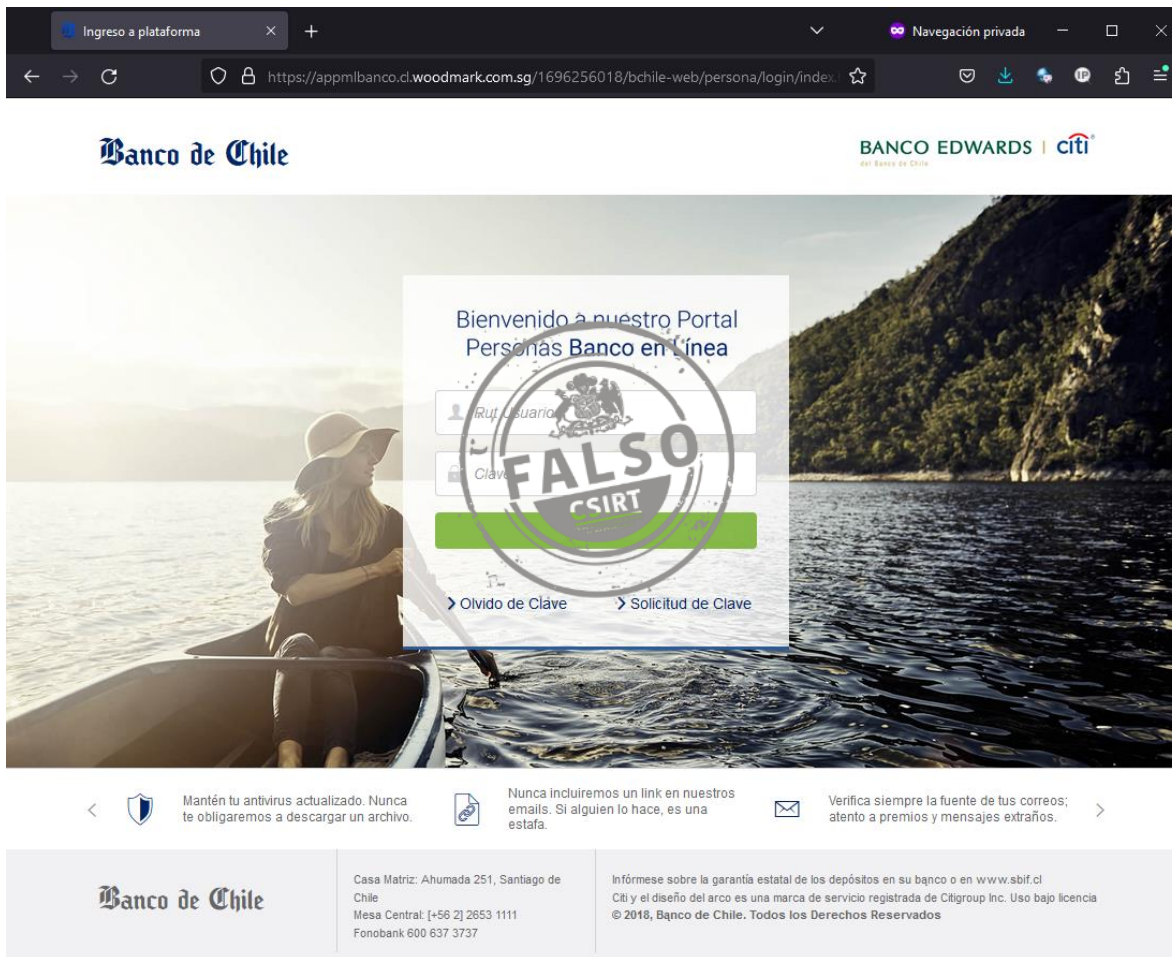 Ingreso a plataforma
Navegación privada
https://appmlbanco.cl.woodmark.com.sg/1696256018/bchile-web/persona/login/index.
Banco de Chile
BANCO EDWARDS | citi
del Banco de Chile
Bienvenido a nuestro Portal
Personas Banco en Línea
Rut Usuario
Clave
FALSO
CSIRT
Olvido de Clave
Solicitud de Clave
Mantén tu antivirus actualizado. Nunca
te obligaremos a descargar un archivo.
Nunca incluiremos un link en nuestros
emails. Si alguien lo hace, es una
estafa.
Verifica siempre la fuente de tus correos;
atento a premios y mensajes extraños.
Banco de Chile
Casa Matriz: Ahumada 251, Santiago de
Chile
Mesa Central: [+56 2] 2653 1111
Fonobank 600 637 3737
Infórmese sobre la garantía estatal de los depósitos en su banco o en www.sbif.cl
Citi y el diseño del arco es una marca de servicio registrada de Citigroup Inc. Uso bajo licencia
© 2018, Banco de Chile. Todos los Derechos Reservados